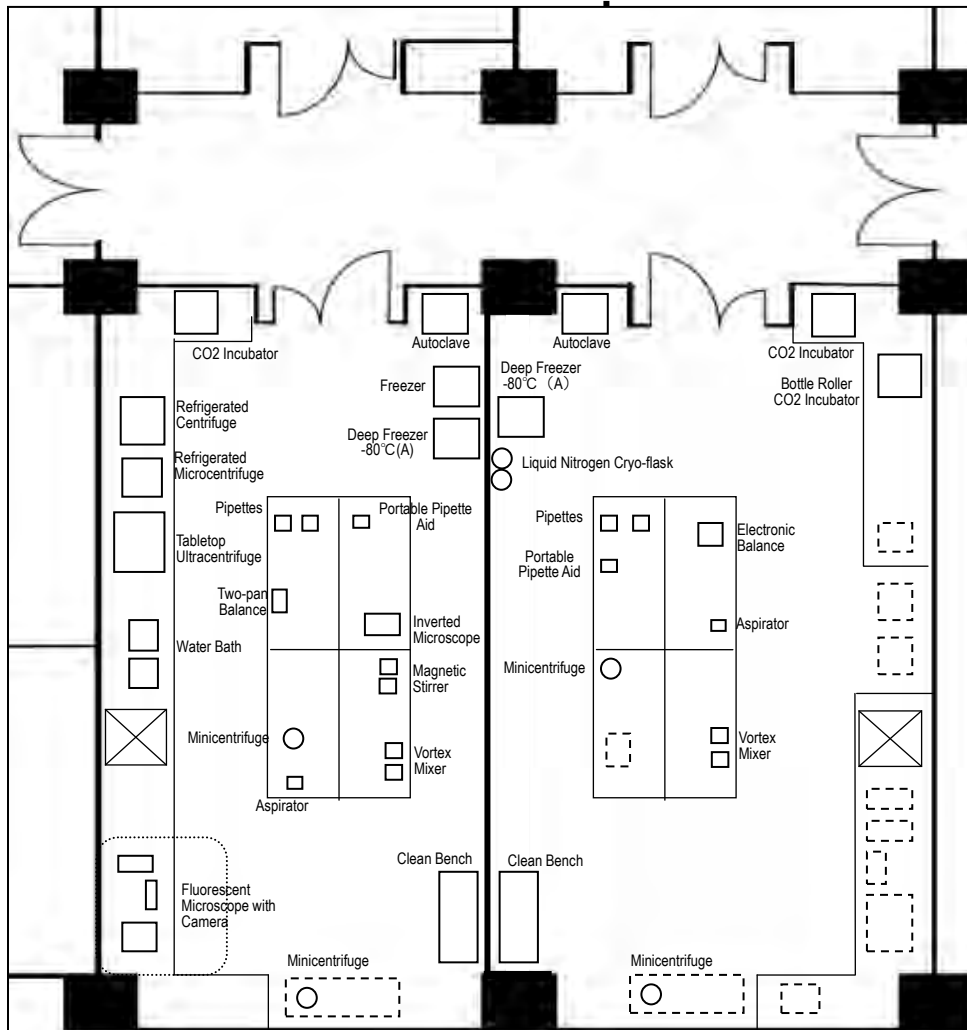 CO2 Incubator
Autoclave
Autoclave
CO2 Incubator
Freezer
Deep Freezer
-80℃ （A）
Bottle Roller
CO2 Incubator
Refrigerated
Centrifuge
Deep Freezer
-80℃(A)
Refrigerated
Microcentrifuge
Liquid Nitrogen Cryo-flask
Pipettes
Portable Pipette
Aid
Tabletop
Ultracentrifuge
Pipettes
Electronic
Balance
Portable
Pipette Aid
Two-pan
Balance
Inverted
Microscope
Aspirator
Water Bath
Magnetic
Stirrer
Minicentrifuge
Minicentrifuge
Vortex
Mixer
Vortex
Mixer
Aspirator
Clean Bench
Clean Bench
Fluorescent
Microscope with
Camera
Minicentrifuge
Minicentrifuge